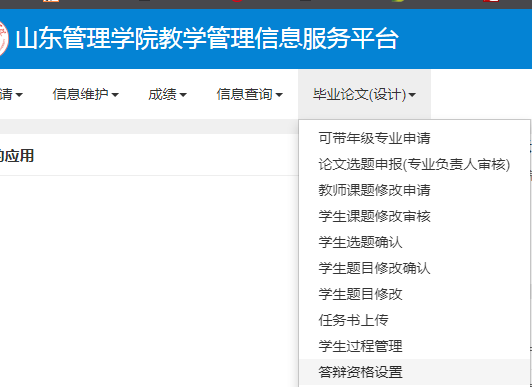 山东管理学院教学管理信息服务平台
请 信息维护 成绩 信息查询 毕业论文(设计)
的应用
可带年级专业申请
论文选题申报(专业负责人审核)
教师课题修改申请
学生课题修改审核
学生选题确认
学生题目修改确认
学生题目修改
任务书上传
学生过程管理
答辩资格设置